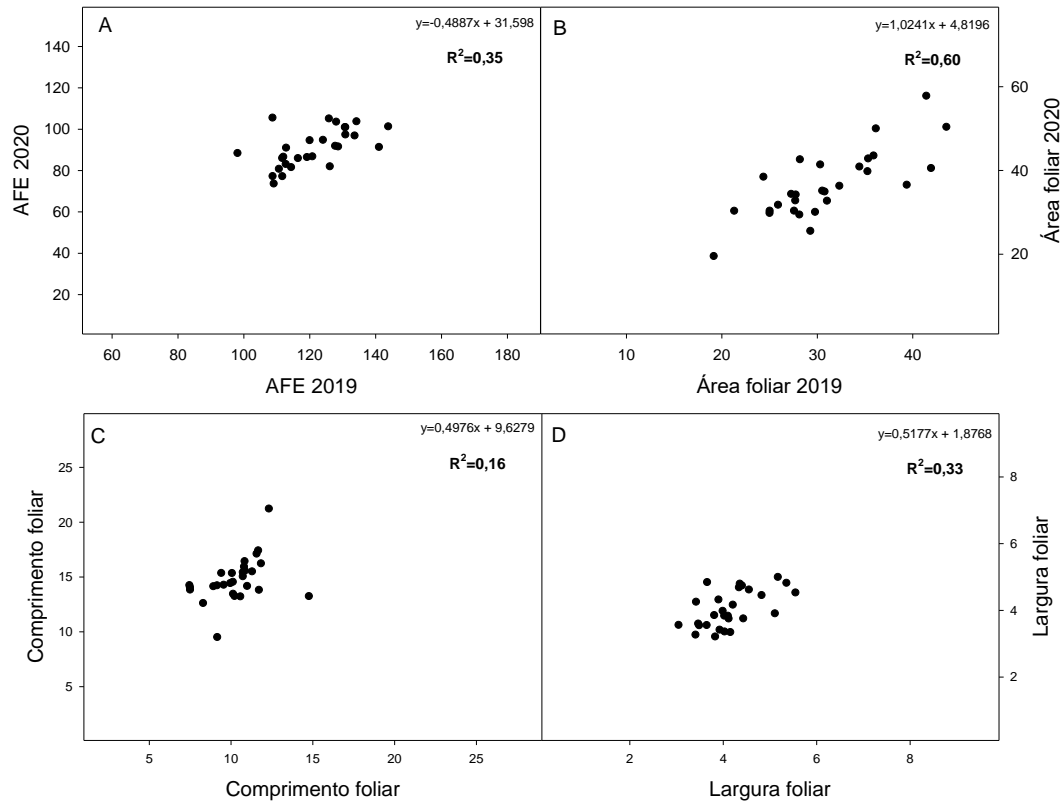 A
y=-0,4887x + 31,598
R²=0,35
AFE 2020
140
120
100
80
60
40
20
60 80 100 120 140 160 180
AFE 2019
B
y=1,0241x + 4,8196
R²=0,60
60
40
20
Área foliar 2020
10 20 30 40
Área foliar 2019
C
y=0,4976x + 9,6279
R²=0,16
Comprimento foliar
25
20
15
10
5
5 10 15 20 25
Comprimento foliar
D
y=0,5177x + 1,8768
R²=0,33
8
6
4
2
Largura foliar
2 4 6 8
Largura foliar